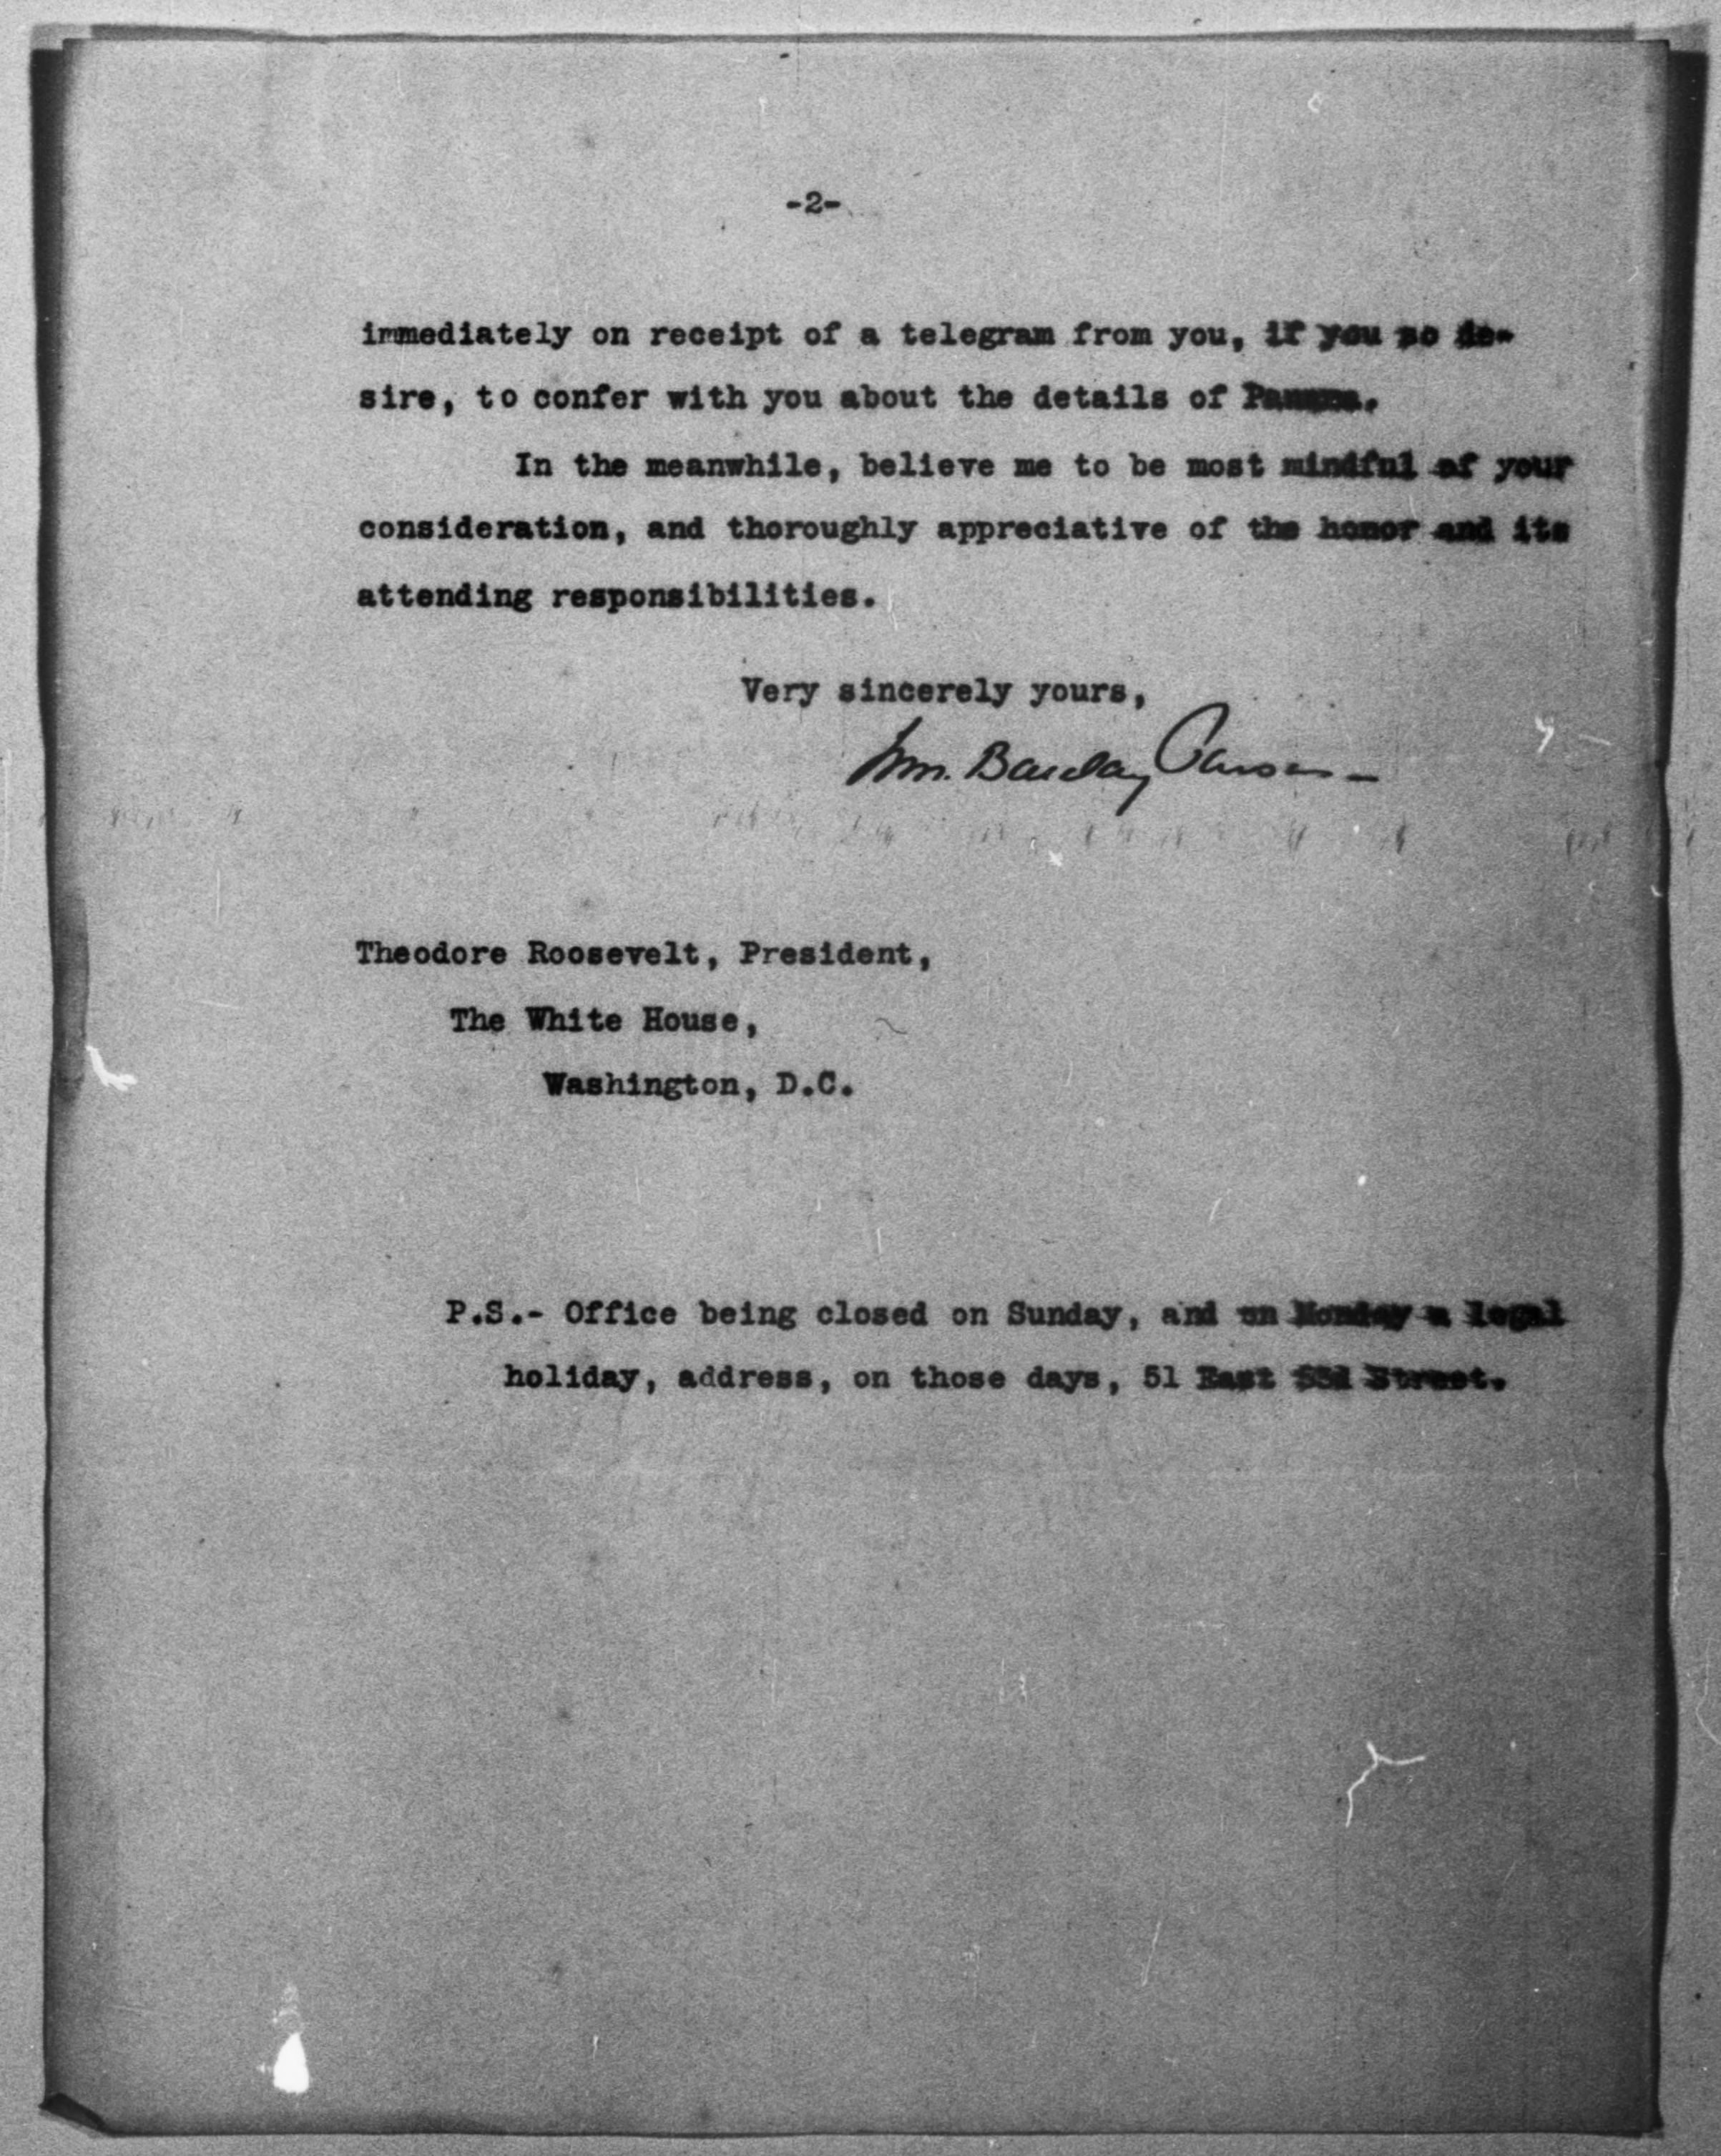 -2-
immediately on receipt of a telegram from you, if you so de-
sire, to confer with you about the details of Panama.
In the meanwhile, believe me to be most mindful of your
consideration, and thoroughly appreciative of the honor and its
attending responsibilities.
Very sincerely yours,
Wm. Barclay Parsons
Theodore Roosevelt, President,
The White House,
Washington, D.C.
P.S.- Office being closed on Sunday, and on Monday a legal
holiday, address, on those days, 51 East Street.